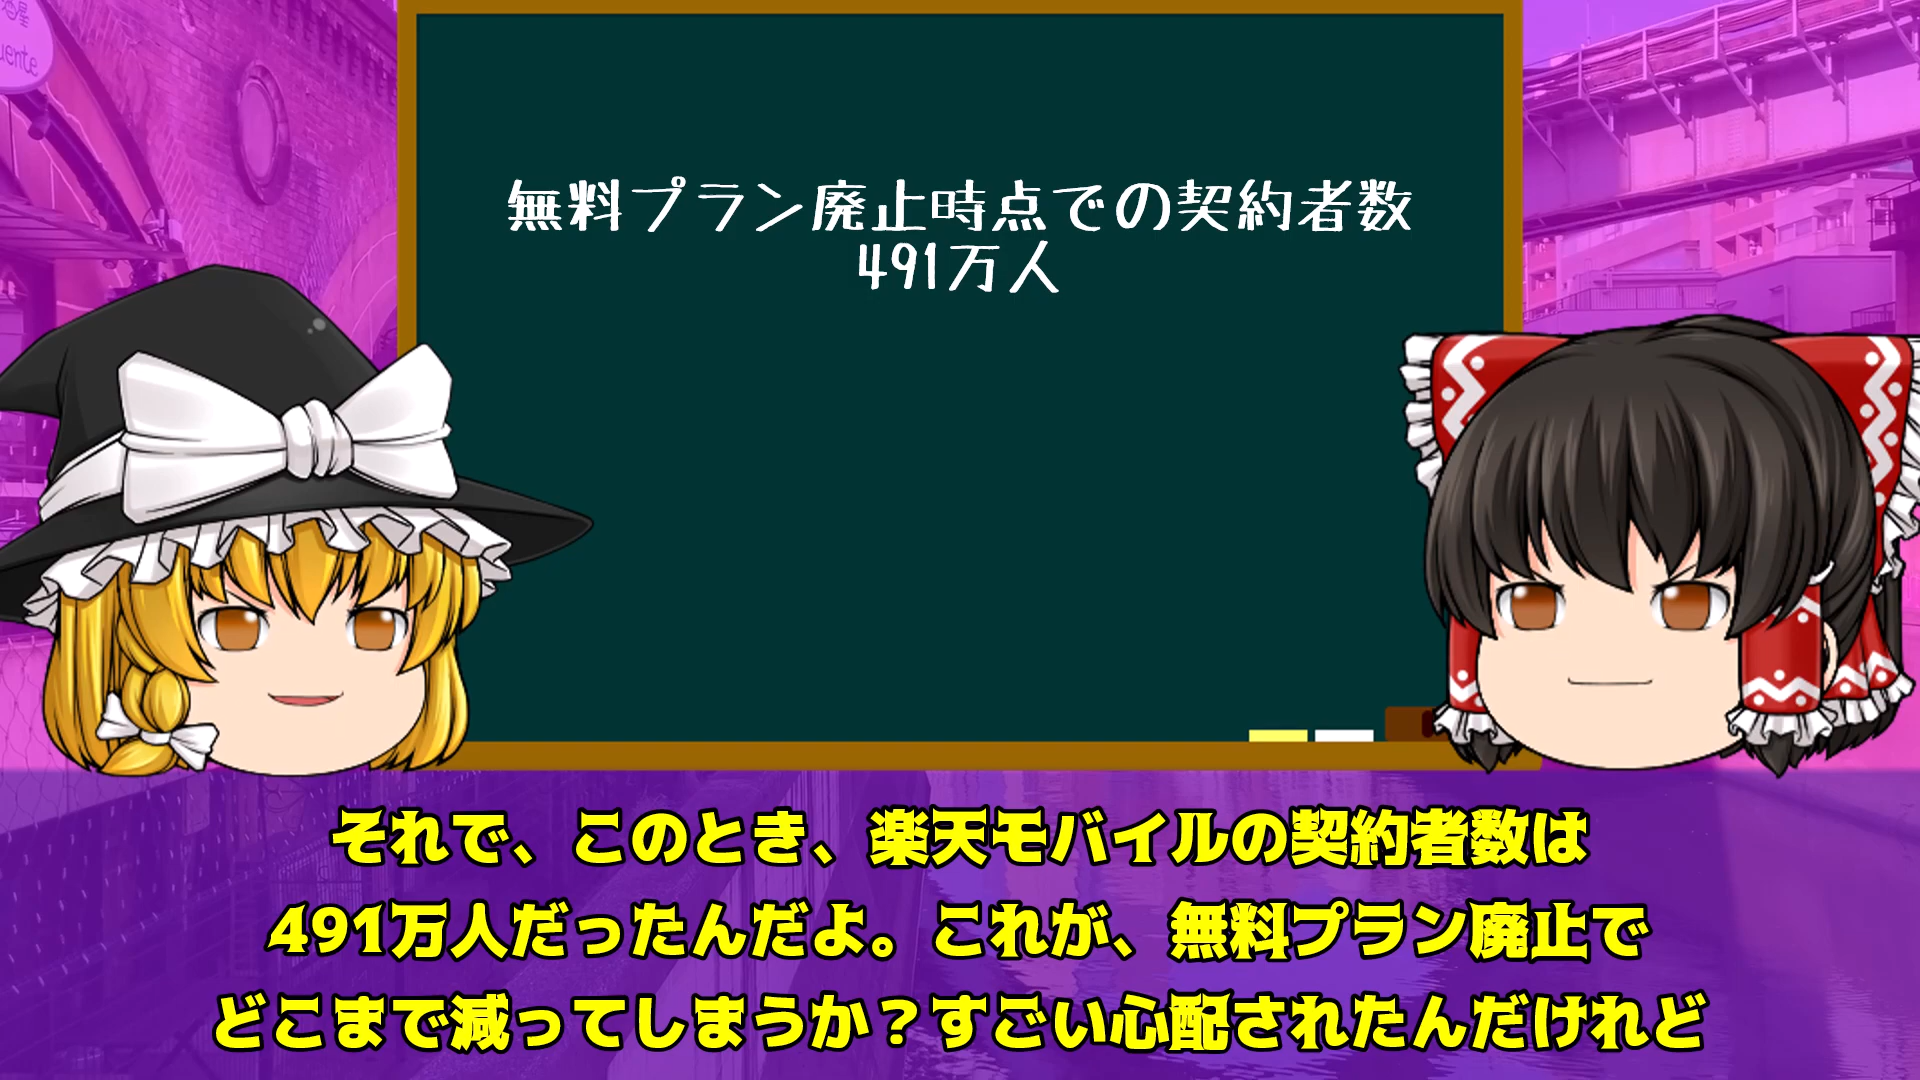 無料プラン廃止時点での契約者数
491万人
それで、このとき、楽天モバイルの契約者数は
491万人だったんだよ。これが、無料プラン廃止で
どこまで減ってしまうか？すごい心配されたんだけれど